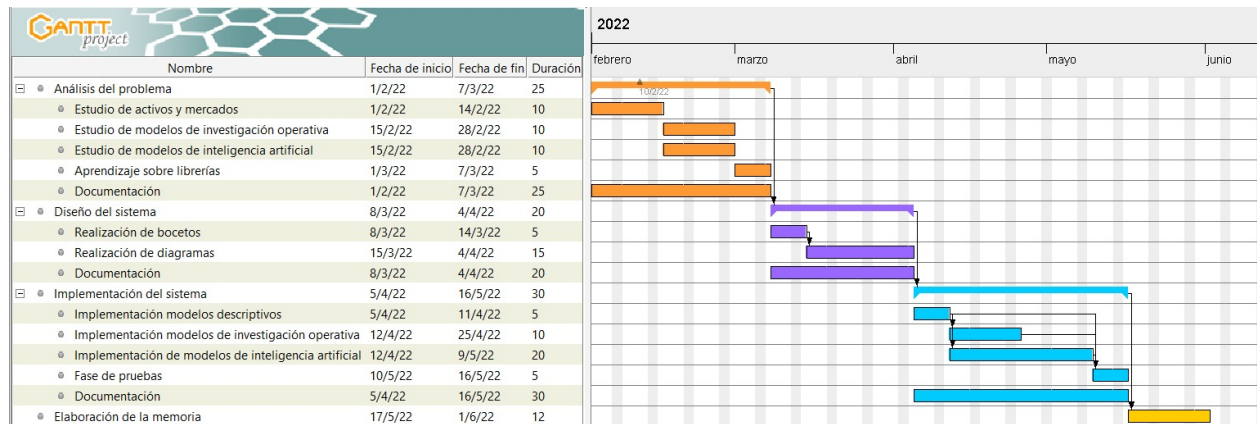 GANTT
project
2022
febrero marzo abril mayo junio
Nombre Fecha de inicio Fecha de fin Duración
10/2/22
Análisis del problema 1/2/22 7/3/22 25
Estudio de activos y mercados 1/2/22 14/2/22 10
Estudio de modelos de investigación operativa 15/2/22 28/2/22 10
Estudio de modelos de inteligencia artificial 15/2/22 28/2/22 10
Aprendizaje sobre librerías 1/3/22 7/3/22 5
Documentación 1/2/22 7/3/22 25
Diseño del sistema 8/3/22 4/4/22 20
Realización de bocetos 8/3/22 14/3/22 5
Realización de diagramas 15/3/22 4/4/22 15
Documentación 8/3/22 4/4/22 20
Implementación del sistema 5/4/22 16/5/22 30
Implementación modelos descriptivos 5/4/22 11/4/22 5
Implementación modelos de investigación operativa 12/4/22 25/4/22 10
Implementación de modelos de inteligencia artificial 12/4/22 9/5/22 20
Fase de pruebas 10/5/22 16/5/22 5
Documentación 5/4/22 16/5/22 30
Elaboración de la memoria 17/5/22 1/6/22 12